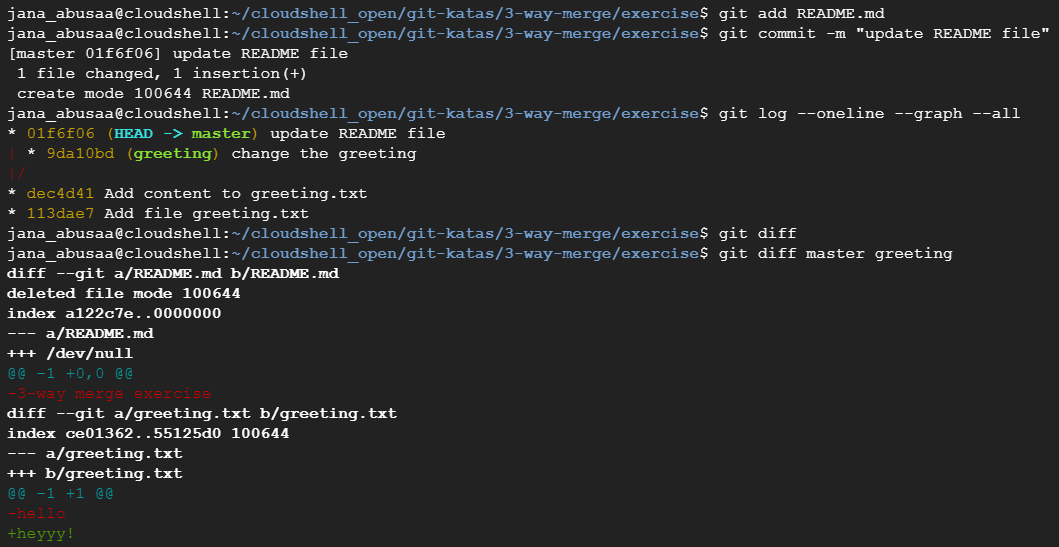 jana_abusaa@cloudshell:~/cloudshell_open/git-katas/3-way-merge/exercise$ git add README.md
jana_abusaa@cloudshell:~/cloudshell_open/git-katas/3-way-merge/exercise$ git commit -m "update README file"
[master 01f6f06] update README file
 1 file changed, 1 insertion(+)
 create mode 100644 README.md
jana_abusaa@cloudshell:~/cloudshell_open/git-katas/3-way-merge/exercise$ git log --oneline --graph --all
* 01f6f06 (HEAD -> master) update README file
| * 9da10bd (greeting) change the greeting
|/
* dec4d41 Add content to greeting.txt
* 113dae7 Add file greeting.txt
jana_abusaa@cloudshell:~/cloudshell_open/git-katas/3-way-merge/exercise$ git diff
jana_abusaa@cloudshell:~/cloudshell_open/git-katas/3-way-merge/exercise$ git diff master greeting
diff --git a/README.md b/README.md
deleted file mode 100644
index a122c7e..0000000
--- a/README.md
+++ /dev/null
@@ -1 +0,0 @@
-3-way merge exercise
diff --git a/greeting.txt b/greeting.txt
index ce01362..55125d0 100644
--- a/greeting.txt
+++ b/greeting.txt
@@ -1 +1 @@
-hello
+heyyy!